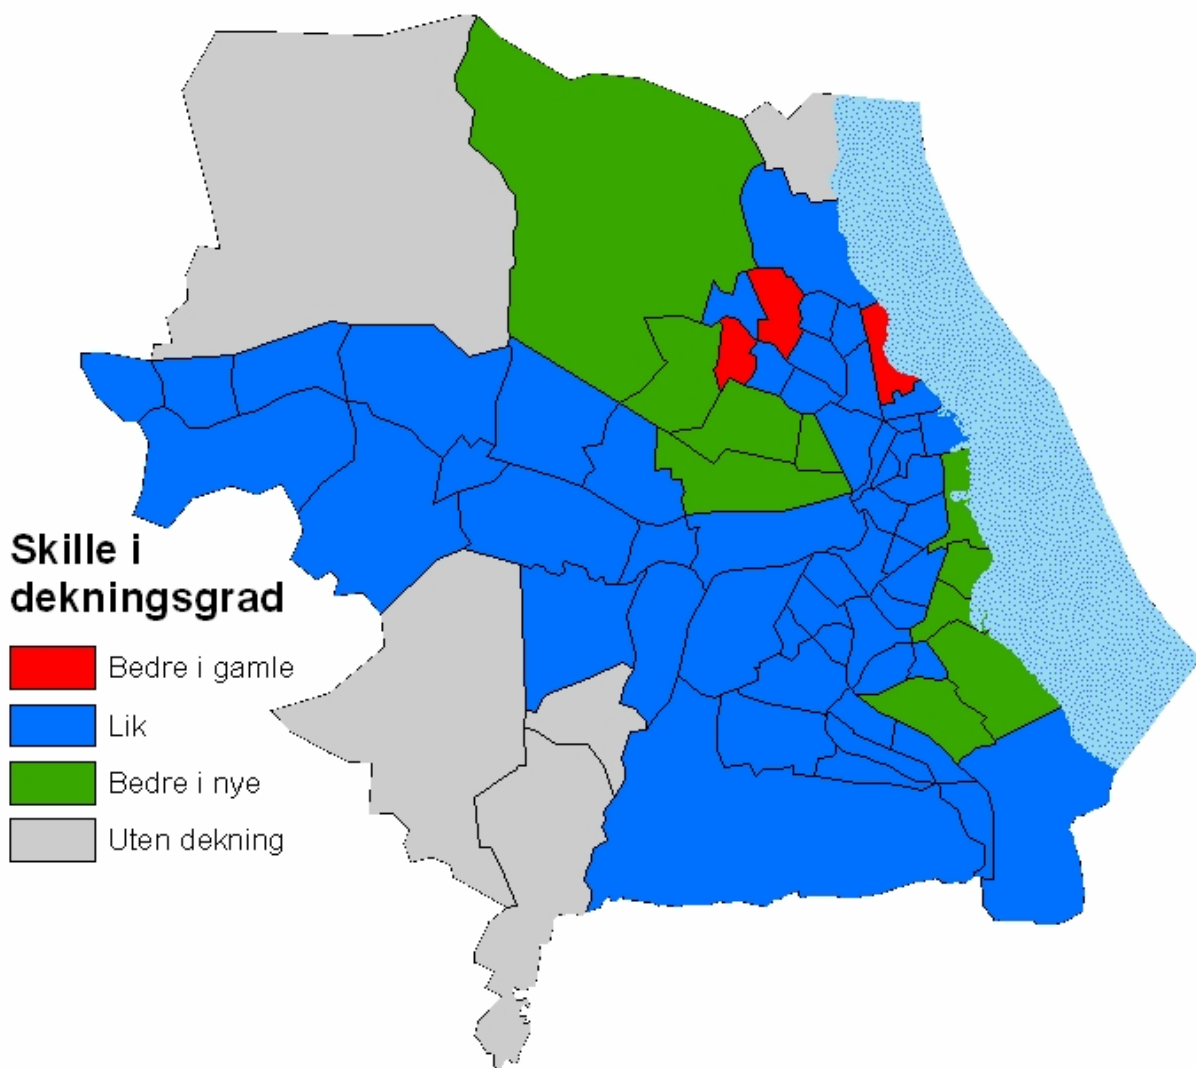 Skille i
dekningsgrad
Bedre i gamle
Lik
Bedre i nye
Uten dekning